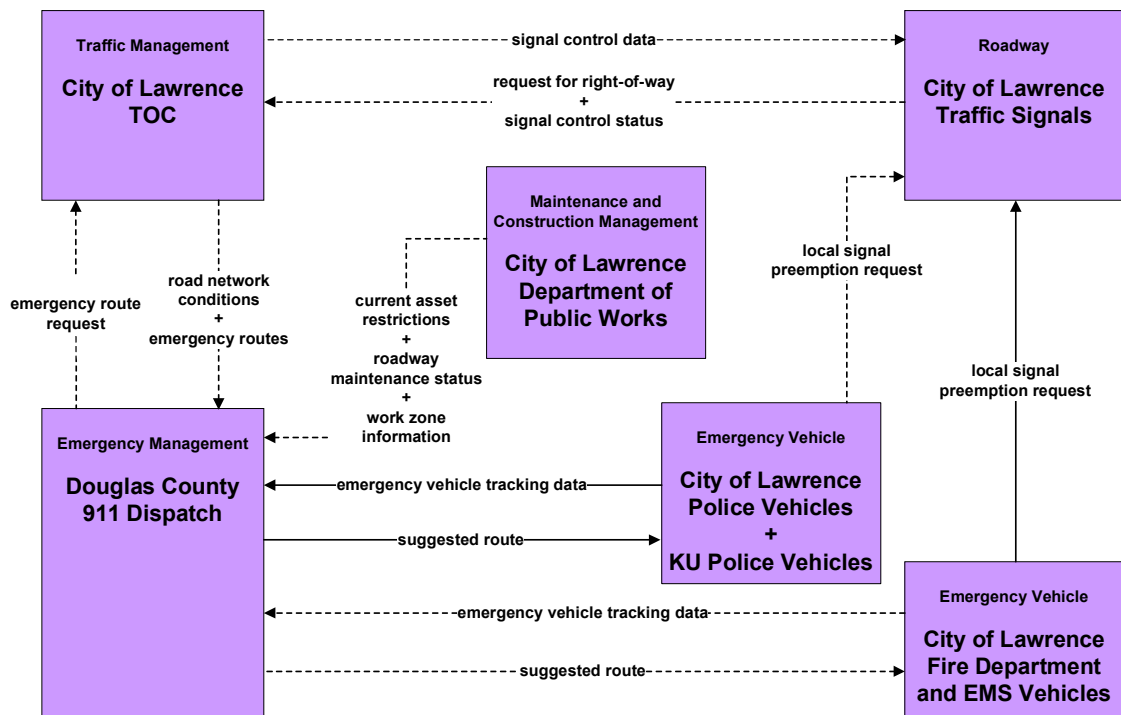 Traffic Management
City of Lawrence
TOC
signal control data
request for right-of-way
+
signal control status
Roadway
City of Lawrence
Traffic Signals
Maintenance and
Construction Management
City of Lawrence
Department of
Public Works
local signal
preemption request
emergency route
request
road network
conditions
+
emergency routes
current asset
restrictions
+
roadway
maintenance status
+
work zone
information
local signal
preemption request
Emergency Management
Douglas County
911 Dispatch
emergency vehicle tracking data
suggested route
Emergency Vehicle
City of Lawrence
Police Vehicles
+
KU Police Vehicles
emergency vehicle tracking data
suggested route
Emergency Vehicle
City of Lawrence
Fire Department
and EMS Vehicles